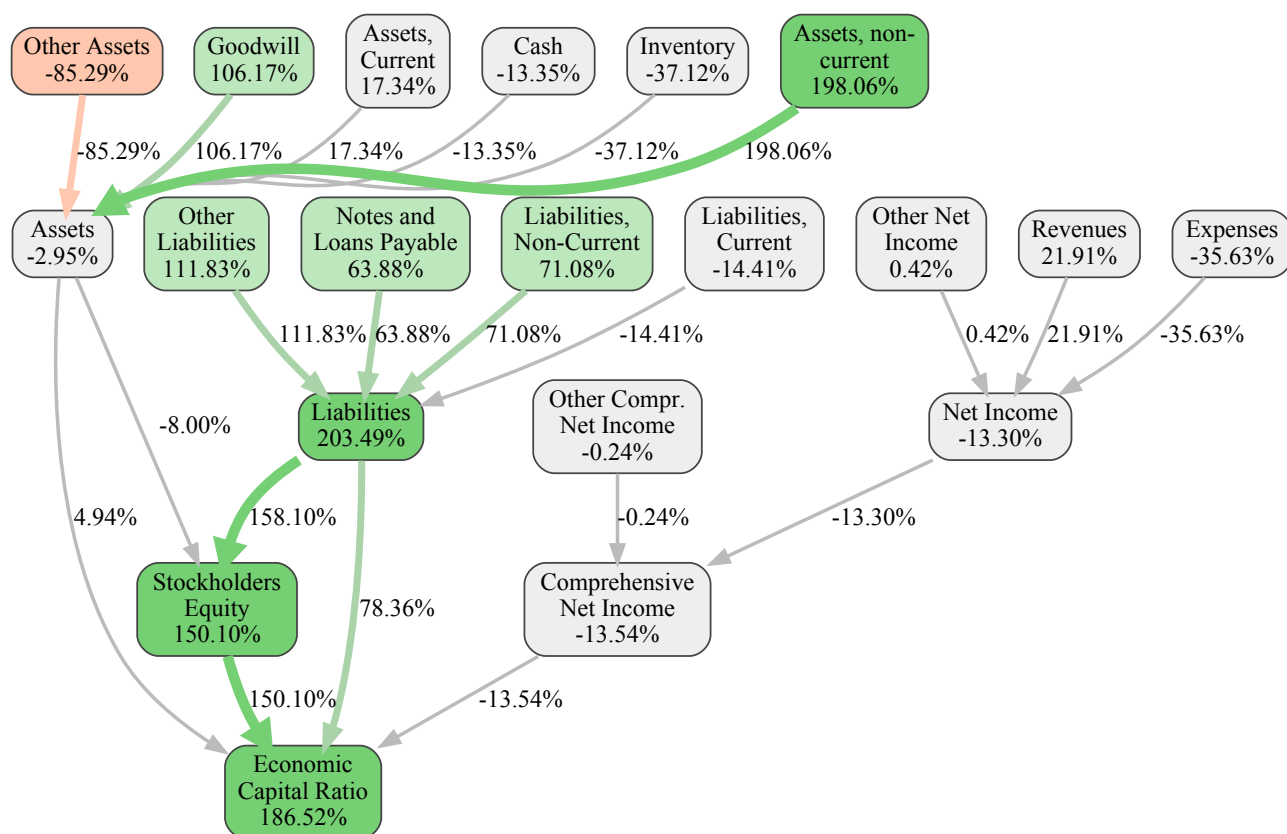 Other Assets
-85.29%
Goodwill
106.17%
Assets,
Current
17.34%
Cash
-13.35%
Inventory
-37.12%
Assets, non-
current
198.06%
-85.29%
106.17%
17.34%
-13.35%
-37.12%
198.06%
Assets
-2.95%
Other
Liabilities
111.83%
Notes and
Loans Payable
63.88%
Liabilities,
Non-Current
71.08%
Liabilities,
Current
-14.41%
Other Net
Income
0.42%
Revenues
21.91%
Expenses
-35.63%
111.83%
63.88%
71.08%
-14.41%
0.42%
21.91%
-35.63%
-8.00%
Liabilities
203.49%
Other Compr.
Net Income
-0.24%
Net Income
-13.30%
4.94%
158.10%
-0.24%
-13.30%
Stockholders
Equity
150.10%
78.36%
Comprehensive
Net Income
-13.54%
150.10%
-13.54%
Economic
Capital Ratio
186.52%